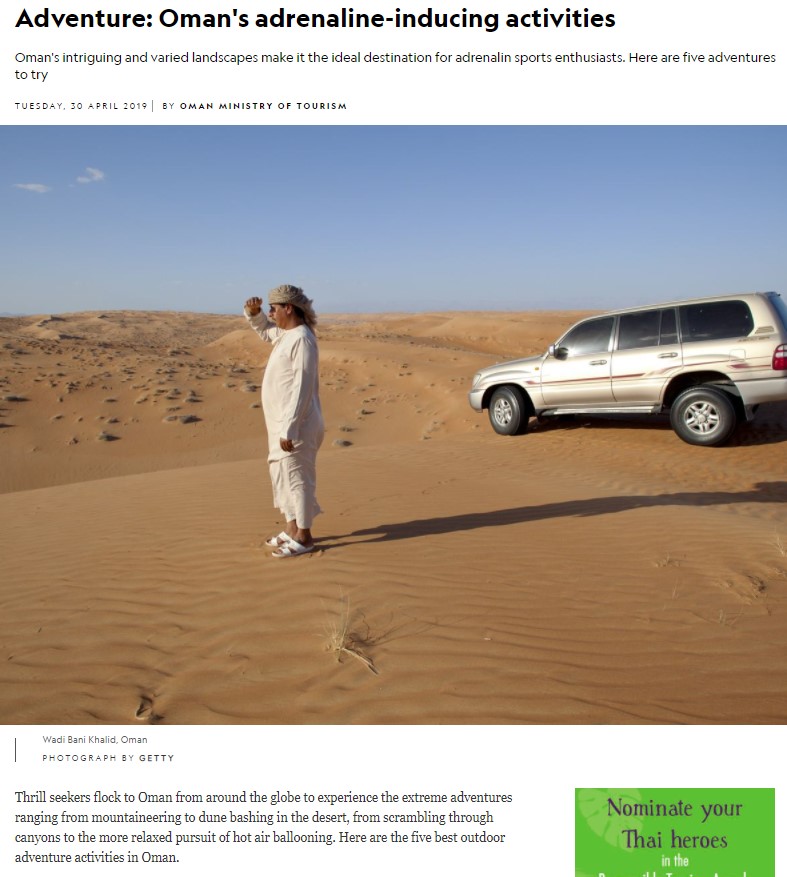 Adventure: Oman's adrenaline-inducing activities
Oman's intriguing and varied landscapes make it the ideal destination for adrenalin sports enthusiasts. Here are five adventures
to try
TUESDAY, 30 APRIL 2019 | BY OMAN MINISTRY OF TOURISM
Wadi Bani Khalid, Oman
PHOTOGRAPH BY GETTY
Thrill seekers flock to Oman from around the globe to experience the extreme adventures
ranging from mountaineering to dune bashing in the desert, from scrambling through
canyons to the more relaxed pursuit of hot air ballooning. Here are the five best outdoor
adventure activities in Oman.
Nominate your
Thai heroes
in the